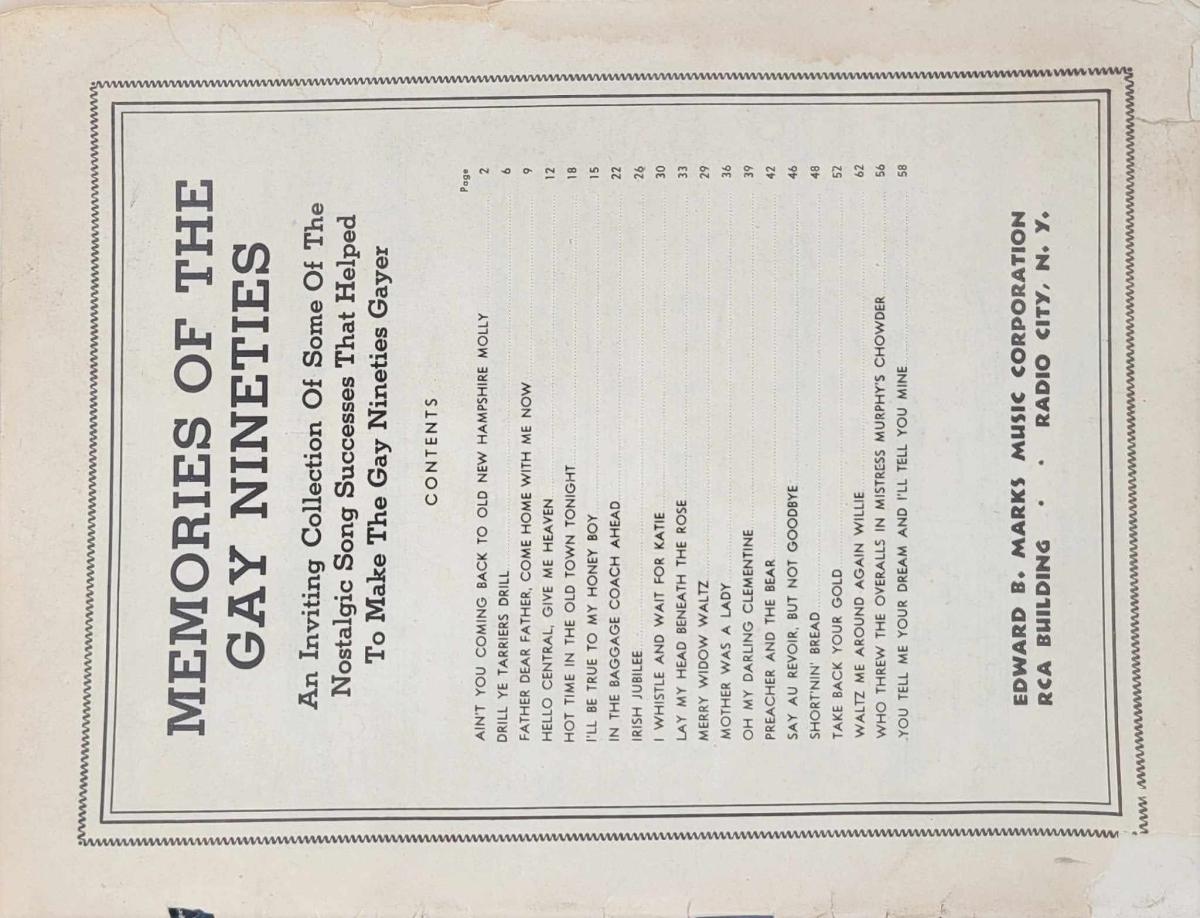 MEMORIES OF THE
GAY NINETIES
An Inviting Collection Of Some Of The
Nostalgic Song Successes That Helped
To Make The Gay Nineties Gayer
CONTENTS
Page
AIN'T YOU COMING BACK TO OLD NEW HAMPSHIRE MOLLY 2
DRILL YE TARRIERS DRILL 6
FATHER DEAR FATHER, COME HOME WITH ME NOW 9
HELLO CENTRAL, GIVE ME HEAVEN 12
HOT TIME IN THE OLD TOWN TONIGHT 18
I'LL BE TRUE TO MY HONEY BOY 15
IN THE BAGGAGE COACH AHEAD 22
IRISH JUBILEE 26
I WHISTLE AND WAIT FOR KATIE 30
LAY MY HEAD BENEATH THE ROSE 33
MERRY WIDOW WALTZ 29
MOTHER WAS A LADY 36
OH MY DARLING CLEMENTINE 39
PREACHER AND THE BEAR 42
SAY AU REVOIR, BUT NOT GOODBYE 46
SHORT'NIN' BREAD 48
TAKE BACK YOUR GOLD 52
WALTZ ME AROUND AGAIN WILLIE 62
WHO THREW THE OVERALLS IN MISTRESS MURPHY'S CHOWDER 56
YOU TELL ME YOUR DREAM AND I'LL TELL YOU MINE 58
EDWARD B. MARKS MUSIC CORPORATION
RCA BUILDING • • RADIO CITY, N. Y.